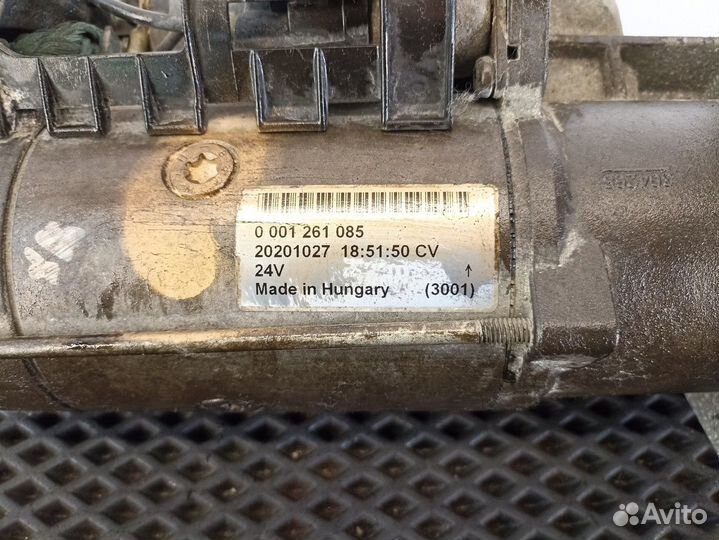 0 001 261 085
20201027 18:51:50 CV
24V ↑
Made in Hungary (3001)
Avito